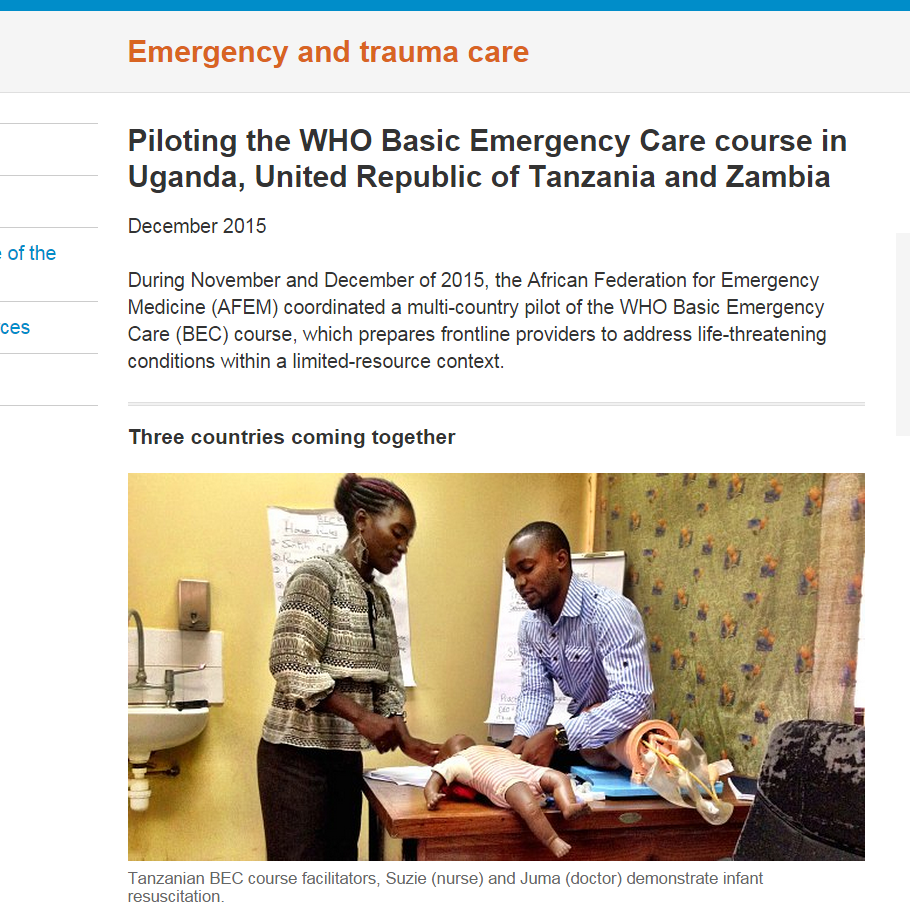 Emergency and trauma care
Piloting the WHO Basic Emergency Care course in
Uganda, United Republic of Tanzania and Zambia
December 2015
of the
ces
During November and December of 2015, the African Federation for Emergency
Medicine (AFEM) coordinated a multi-country pilot of the WHO Basic Emergency
Care (BEC) course, which prepares frontline providers to address life-threatening
conditions within a limited-resource context.
Three countries coming together
Tanzanian BEC course facilitators, Suzie (nurse) and Juma (doctor) demonstrate infant
resuscitation.